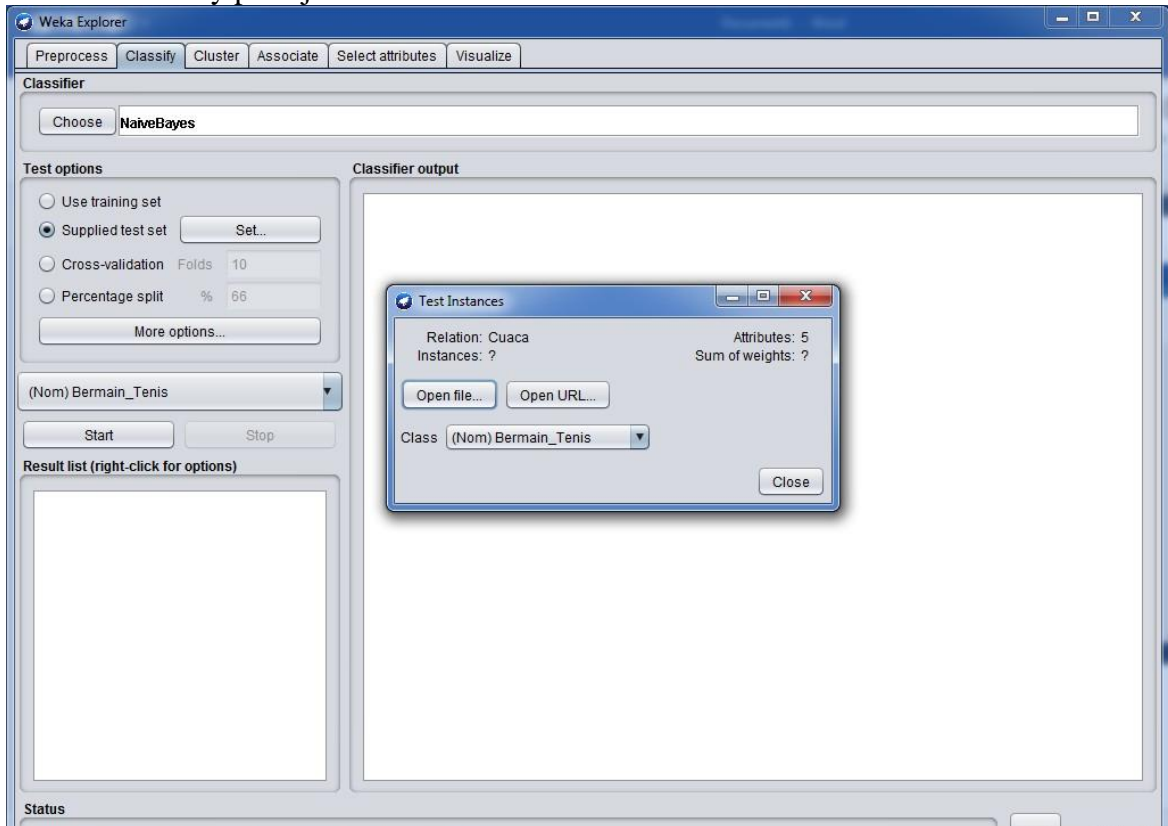 Weka Explorer
Preprocess Classify Cluster Associate Select attributes Visualize
Classifier
Choose NaiveBayes
Test options
Use training set
Supplied test set Set...
Cross-validation Folds 10
Percentage split % 66
More options...
(Nom) Bermain_Tenis
Start Stop
Result list (right-click for options)
Classifier output
Test Instances
Relation: Cuaca Attributes: 5
Instances: ? Sum of weights: ?
Open file... Open URL...
Class (Nom) Bermain_Tenis
Close
Status